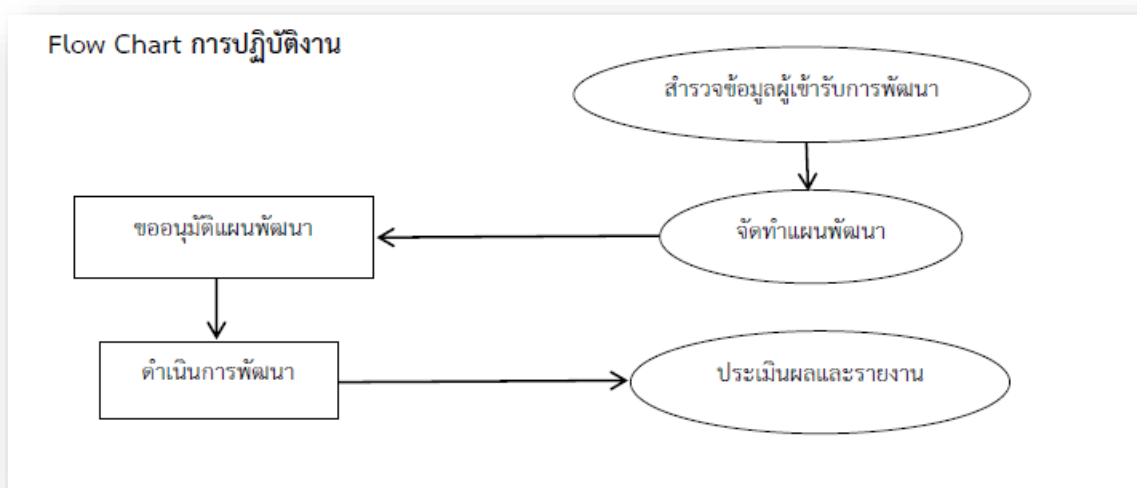 Flow Chart การปฏิบัติงาน
สำรวจข้อมูลผู้เข้ารับการพัฒนา
จัดทำแผนพัฒนา
ขออนุมัติแผนพัฒนา
ดำเนินการพัฒนา
ประเมินผลและรายงาน